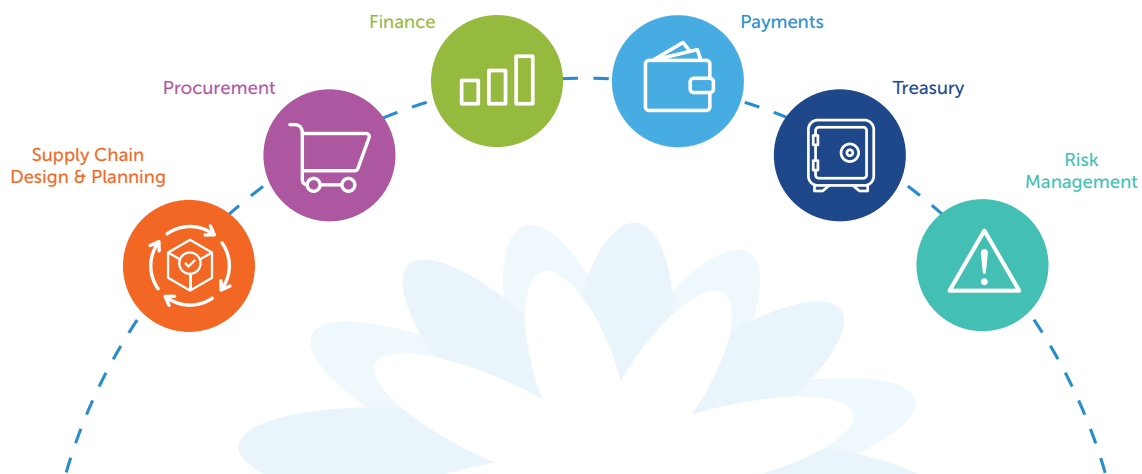 Finance
Payments
Procurement
Treasury
Supply Chain
Design & Planning
Risk
Management